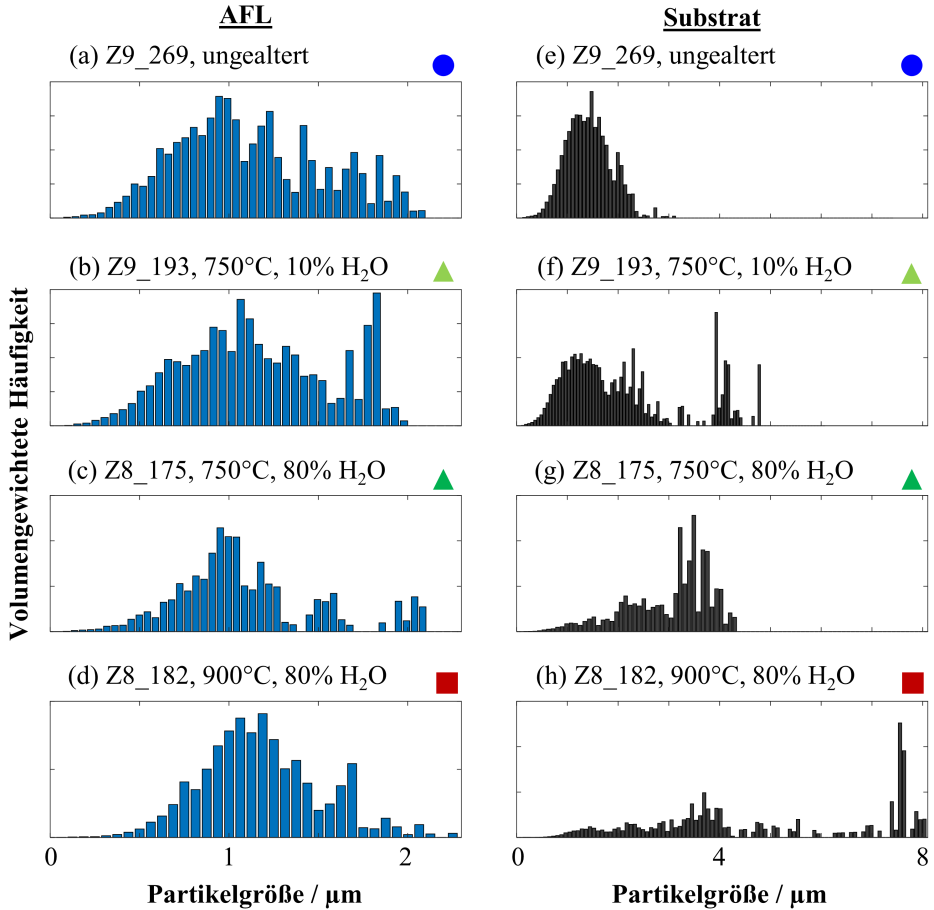 AFL
Substrat
(a) Z9_269, ungealtert
(e) Z9_269, ungealtert
(b) Z9_193, 750°C, 10% H₂O
(f) Z9_193, 750°C, 10% H₂O
(c) Z8_175, 750°C, 80% H₂O
(g) Z8_175, 750°C, 80% H₂O
(d) Z8_182, 900°C, 80% H₂O
(h) Z8_182, 900°C, 80% H₂O
Volumengewichtete Häufigkeit
0 1 2
0 4 8
Partikelgröße / µm
Partikelgröße / µm